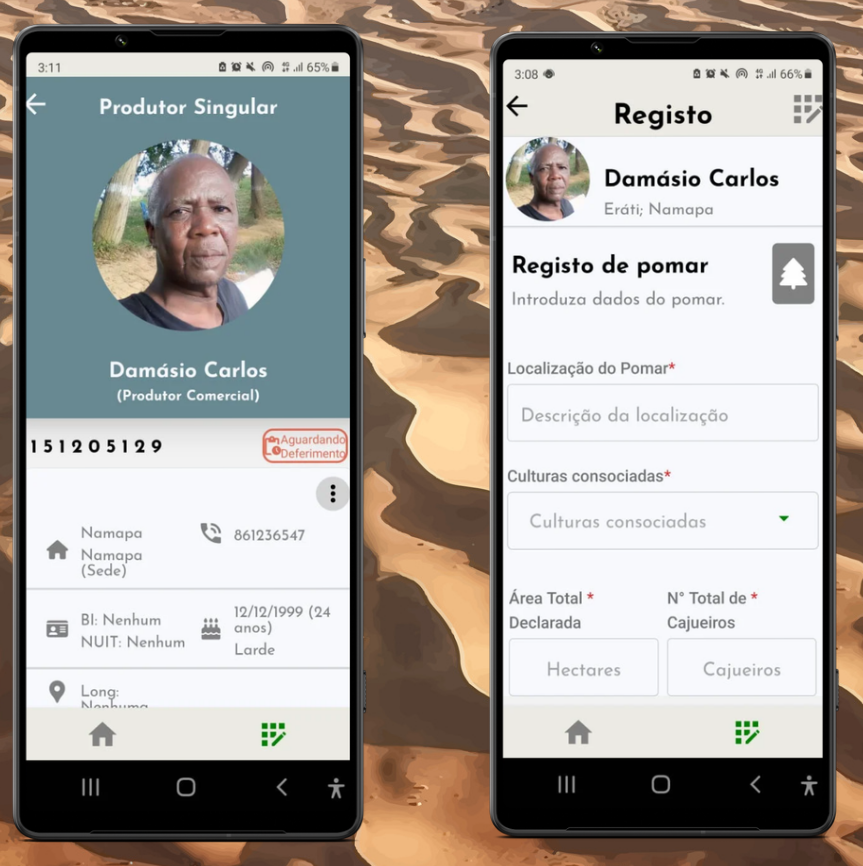 3:11
65%
Produtor Singular
Damásio Carlos
(Produtor Comercial)
151205129
Aguardando
Deferimento
Namapa
Namapa
(Sede)
861236547
BI: Nenhum
NUIT: Nenhum
12/12/1999 (24
anos)
Larde
Long:
Nenhuma
3:08
66%
Registo
Damásio Carlos
Eráti; Namapa
Registo de pomar
Introduza dados do pomar.
Localização do Pomar*
Descrição da localização
Culturas consociadas*
Culturas consociadas
Área Total *
Declarada
N° Total de *
Cajueiros
Hectares
Cajueiros